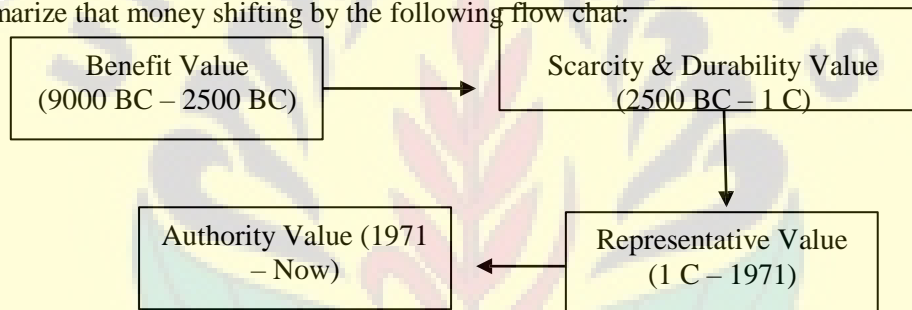 marize that money shifting by the following flow chat:
Benefit Value
(9000 BC – 2500 BC)
Scarcity & Durability Value
(2500 BC – 1 C)
Representative Value
(1 C – 1971)
Authority Value (1971
– Now)